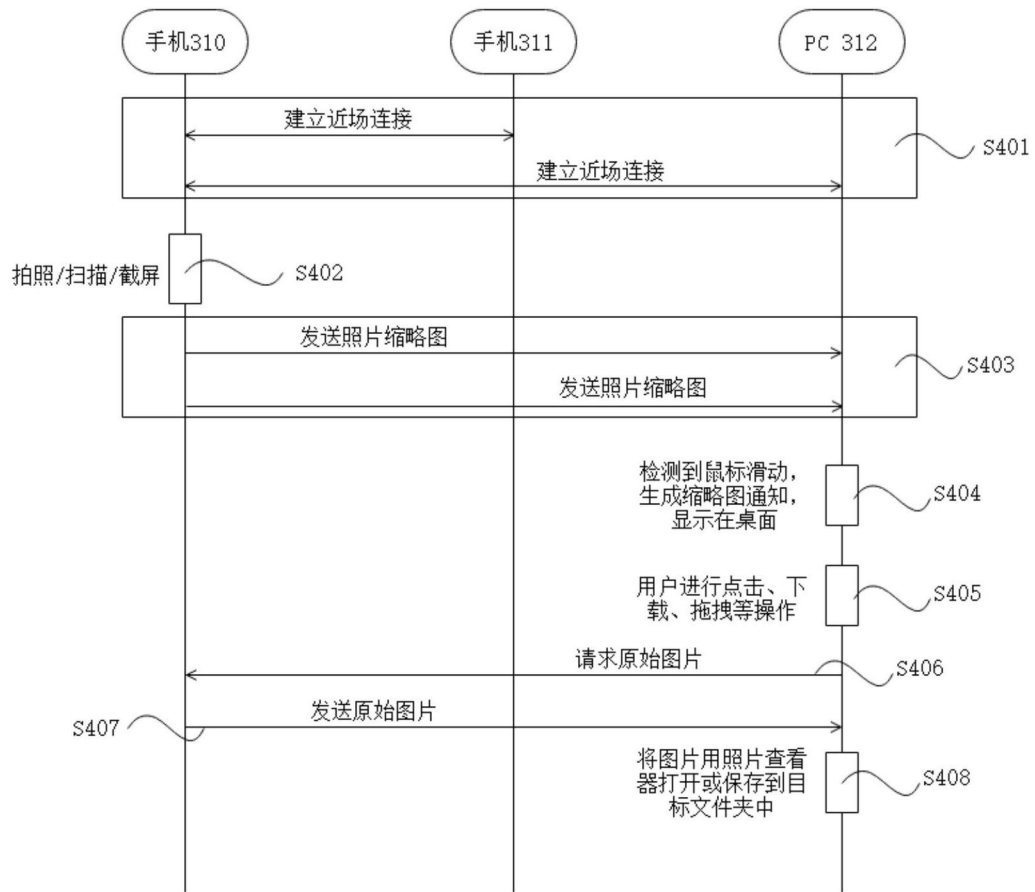 手机310
手机311
PC 312
建立近场连接
S401
建立近场连接
拍照/扫描/截屏
S402
发送照片缩略图
S403
发送照片缩略图
检测到鼠标滑动，
生成缩略图通知，
显示在桌面
S404
用户进行点击、下
载、拖拽等操作
S405
请求原始图片
S406
S407
发送原始图片
将图片用照片查看
器打开或保存到目
标文件夹中
S408